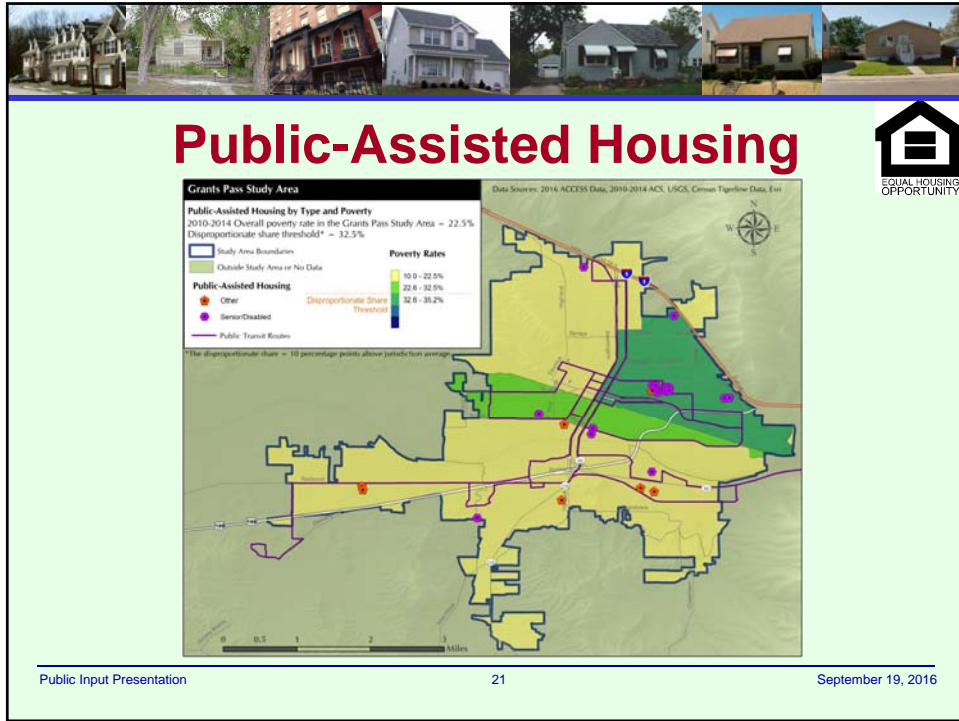 Public-Assisted Housing
EQUAL HOUSING
OPPORTUNITY
Grants Pass Study Area
Data Sources: 2016 ACCESS Data, 2010-2014 ACS, USGS, Census Tigerline Data, Esri
Public-Assisted Housing by Type and Poverty
2010-2014 Overall poverty rate in the Grants Pass Study Area = 22.5%
Disproportionate share threshold* = 32.5%
Study Area Boundaries
Outside Study Area or No Data
Public-Assisted Housing
Other
Senior/Disabled
Public Transit Routes
Poverty Rates
10.0 - 22.5%
22.6 - 32.5%
Disproportionate Share
Threshold
32.6 - 35.2%
*The disproportionate share = 10 percentage points above jurisdiction average
N
W
E
S
0 0.5 1 2 3
Miles
Public Input Presentation
21
September 19, 2016